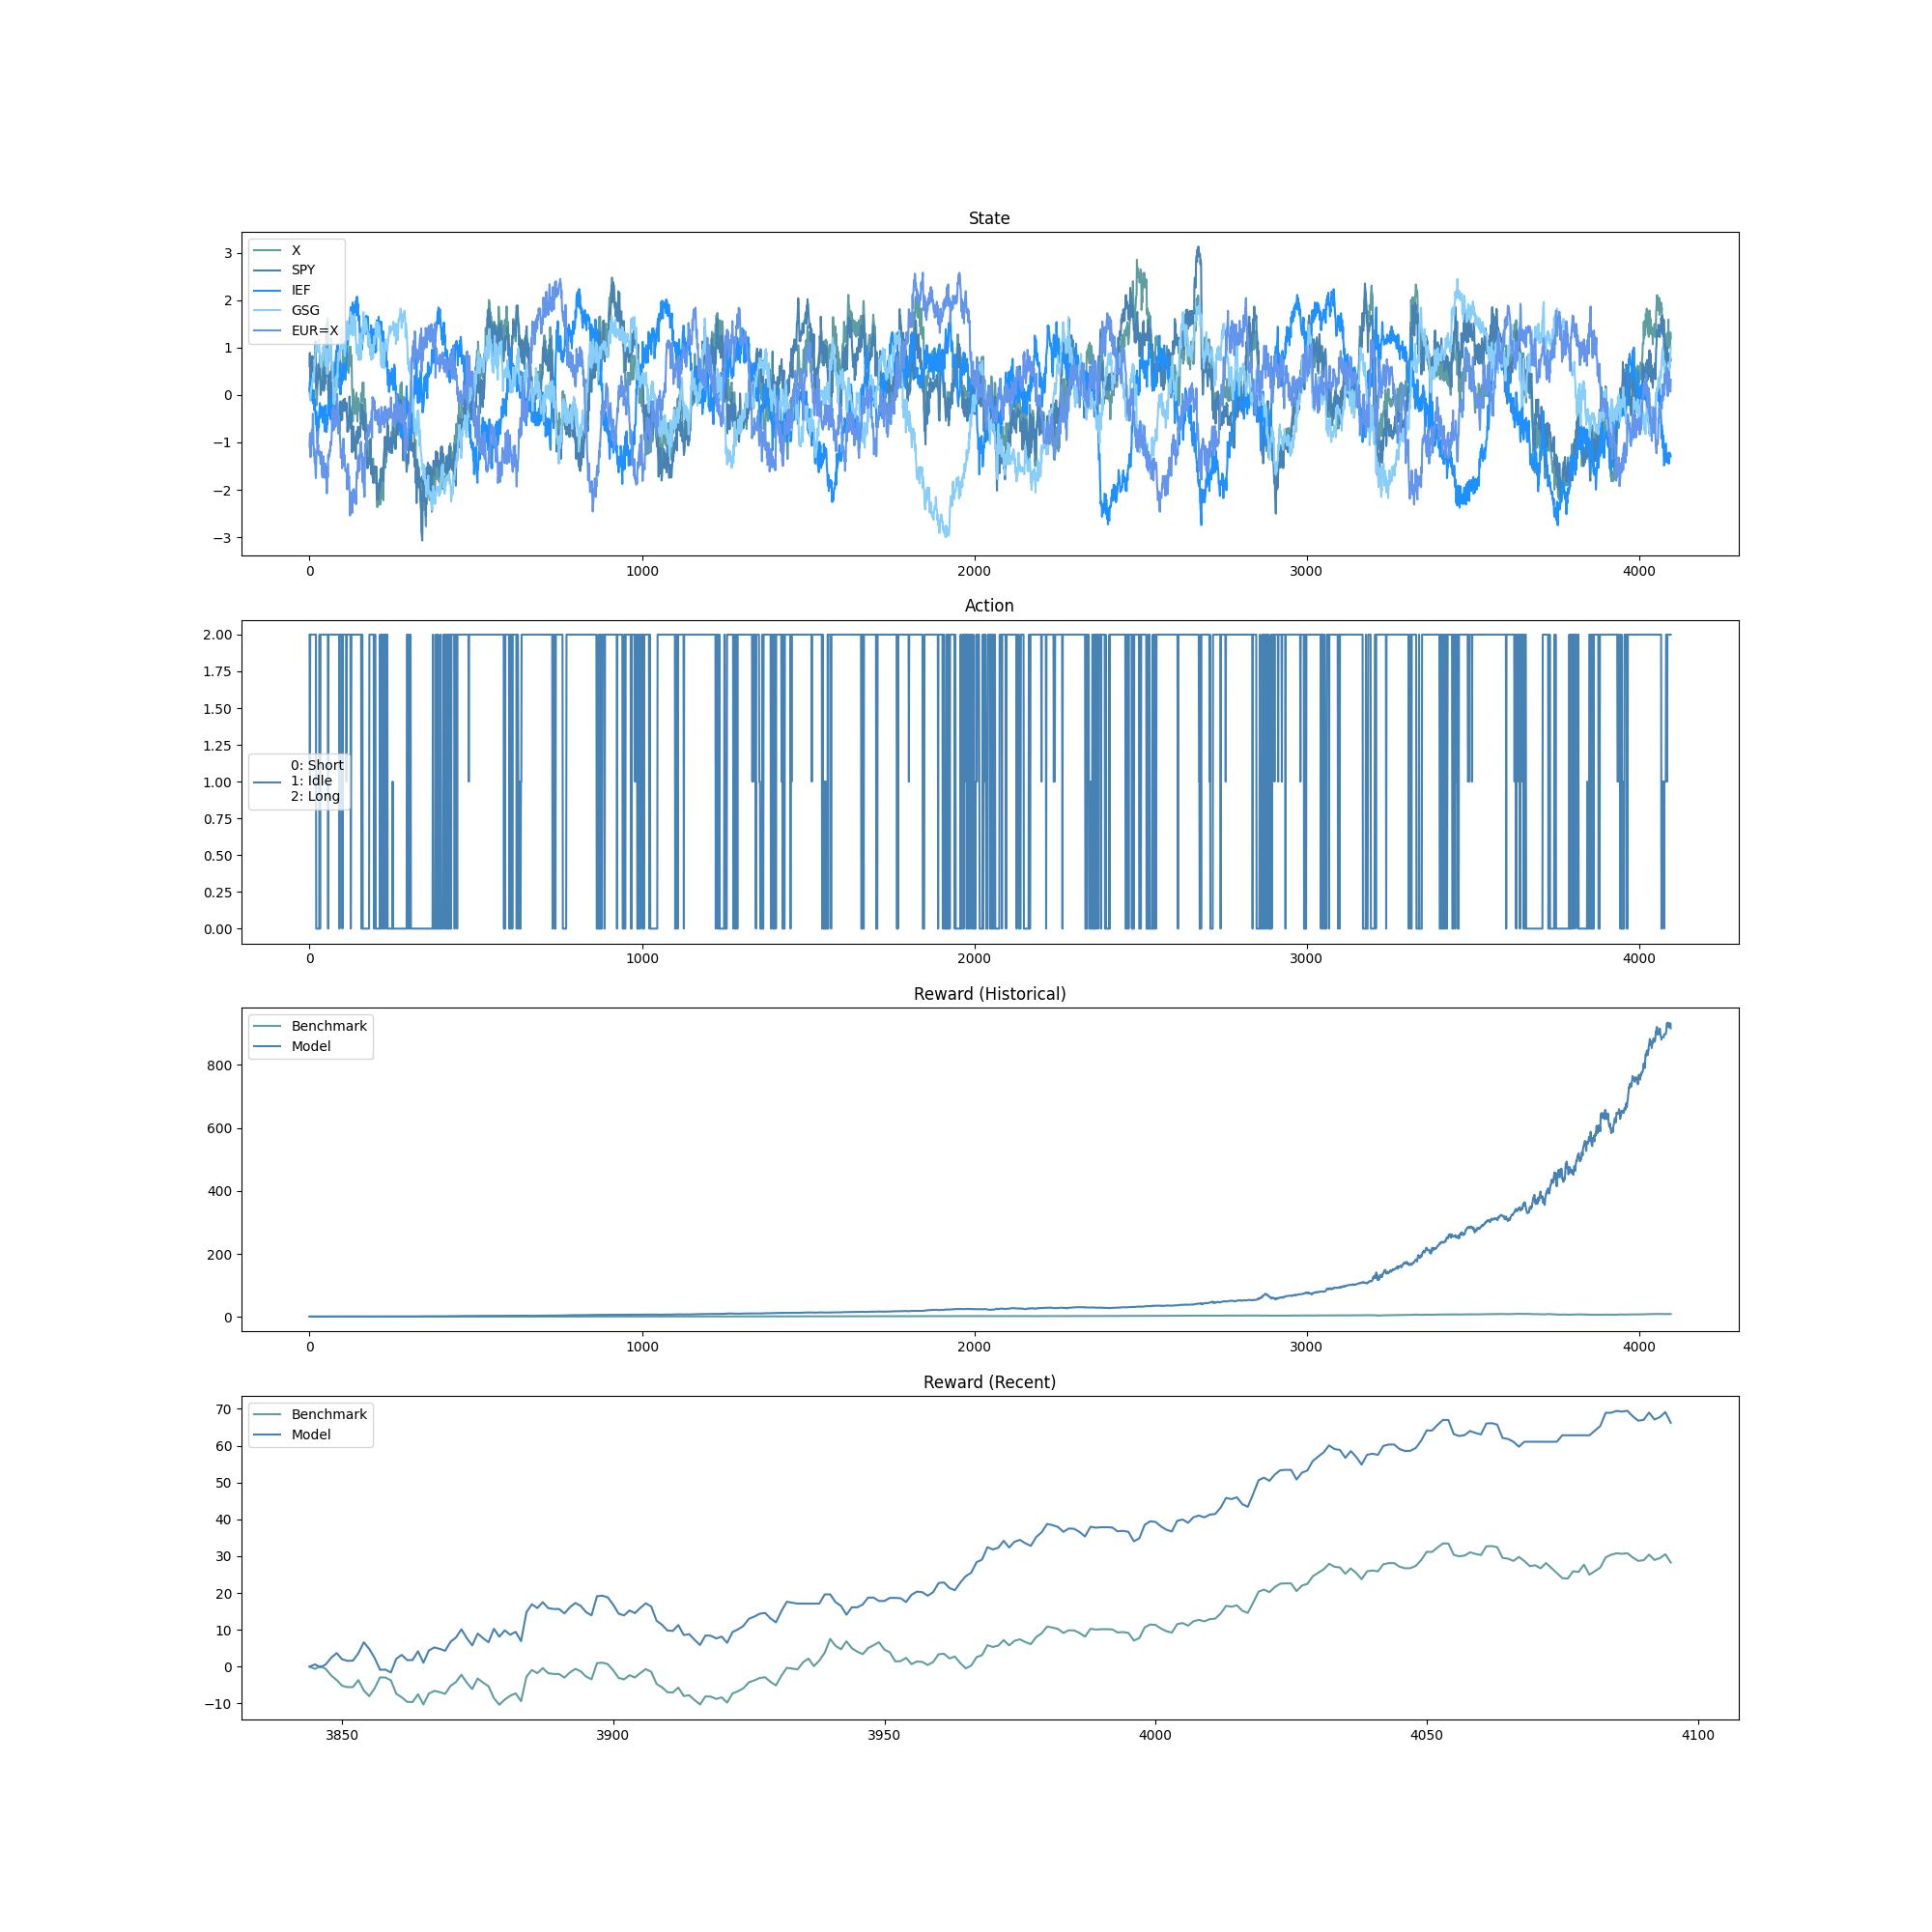 State
3
2
1
0
−1
−2
−3
X
SPY
IEF
GSG
EUR=X
0 1000 2000 3000 4000
Action
2.00
1.75
1.50
1.25
1.00
0.75
0.50
0.25
0.00
0: Short
1: Idle
2: Long
0 1000 2000 3000 4000
Reward (Historical)
Benchmark
Model
800
600
400
200
0
0 1000 2000 3000 4000
Reward (Recent)
Benchmark
Model
70
60
50
40
30
20
10
0
−10
3850 3900 3950 4000 4050 4100